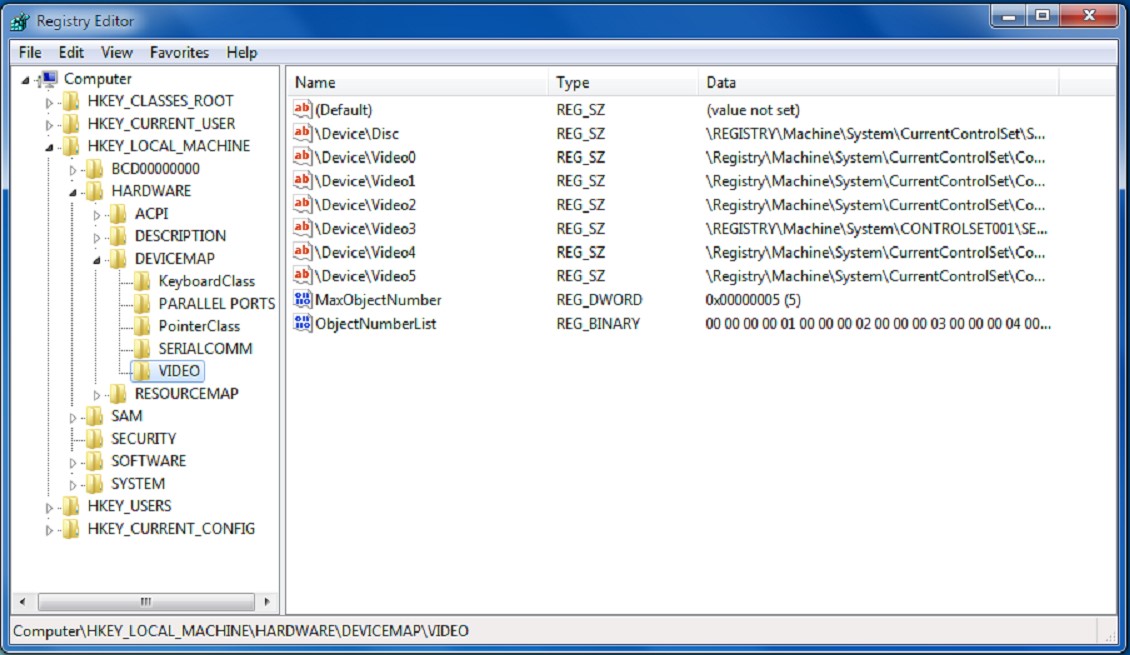 Registry Editor
File Edit View Favorites Help
Computer
HKEY_CLASSES_ROOT
HKEY_CURRENT_USER
HKEY_LOCAL_MACHINE
BCD00000000
HARDWARE
ACPI
DESCRIPTION
DEVICEMAP
KeyboardClass
PARALLEL PORTS
PointerClass
SERIALCOMM
VIDEO
RESOURCEMAP
SAM
SECURITY
SOFTWARE
SYSTEM
HKEY_USERS
HKEY_CURRENT_CONFIG
Name Type Data
(Default) REG_SZ (value not set)
\Device\Disc REG_SZ \REGISTRY\Machine\System\CurrentControlSet\S...
\Device\Video0 REG_SZ \Registry\Machine\System\CurrentControlSet\Co...
\Device\Video1 REG_SZ \Registry\Machine\System\CurrentControlSet\Co...
\Device\Video2 REG_SZ \Registry\Machine\System\CurrentControlSet\Co...
\Device\Video3 REG_SZ \REGISTRY\Machine\System\CONTROLSET001\SE...
\Device\Video4 REG_SZ \Registry\Machine\System\CurrentControlSet\Co...
\Device\Video5 REG_SZ \Registry\Machine\System\CurrentControlSet\Co...
MaxObjectNumber REG_DWORD 0x00000005 (5)
ObjectNumberList REG_BINARY 00 00 00 00 01 00 00 00 02 00 00 00 03 00 00 00 04 00...
Computer\HKEY_LOCAL_MACHINE\HARDWARE\DEVICEMAP\VIDEO